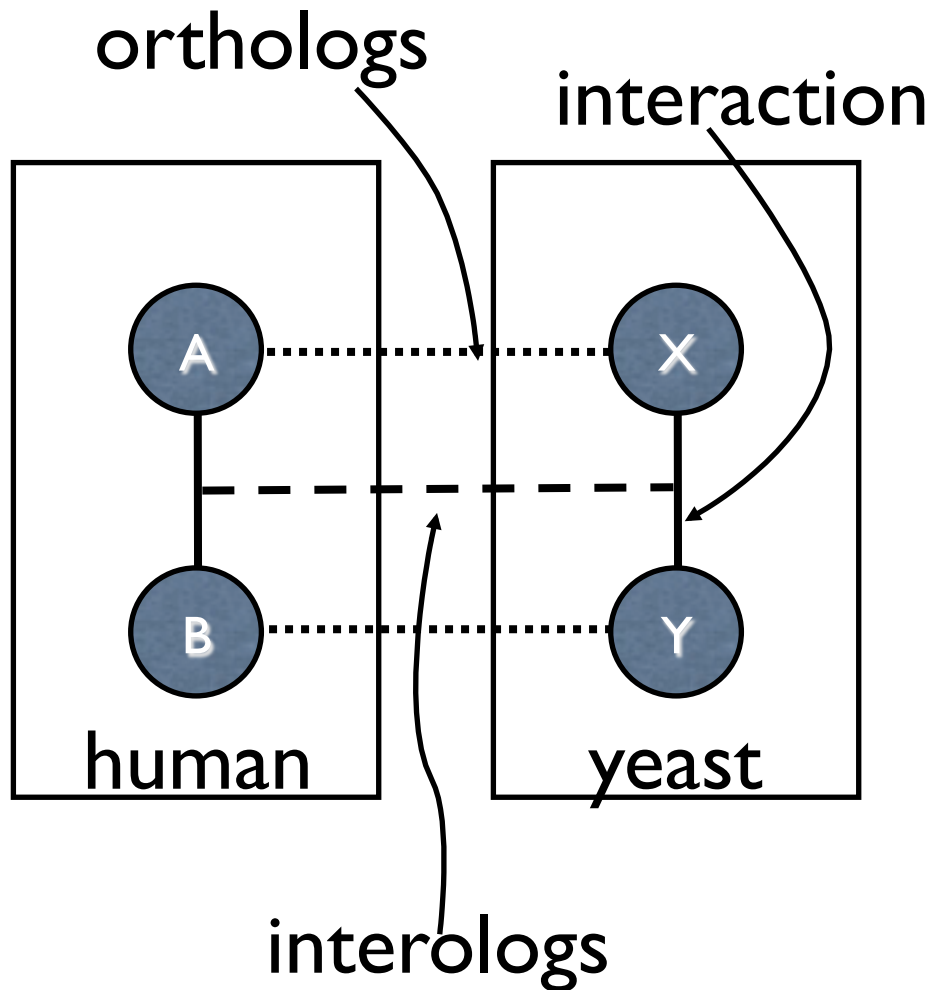 orthologs
interaction
A
X
B
Y
human
yeast
interologs